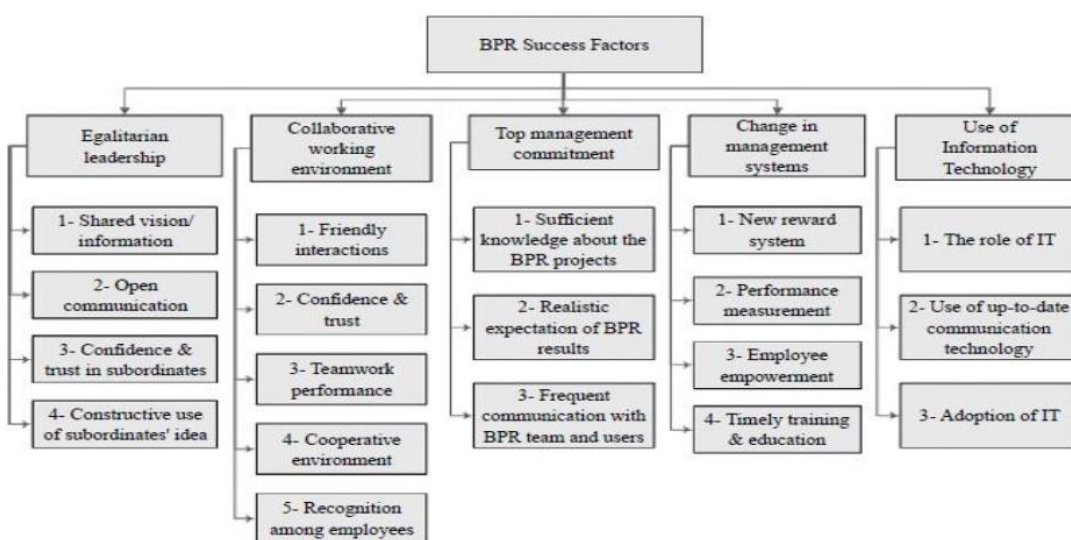 BPR Success Factors
Egalitarian
leadership
1- Shared vision/
information
2- Open
communication
3- Confidence &
trust in subordinates
4- Constructive use
of subordinates' idea
Collaborative
working
environment
1- Friendly
interactions
2- Confidence &
trust
3- Teamwork
performance
4- Cooperative
environment
5- Recognition
among employees
Top management
commitment
1- Sufficient
knowledge about the
BPR projects
2- Realistic
expectation of BPR
results
3- Frequent
communication with
BPR team and users
Change in
management
systems
1- New reward
system
2- Performance
measurement
3- Employee
empowerment
4- Timely training
& education
Use of
Information
Technology
1- The role of IT
2- Use of up-to-date
communication
technology
3- Adoption of IT